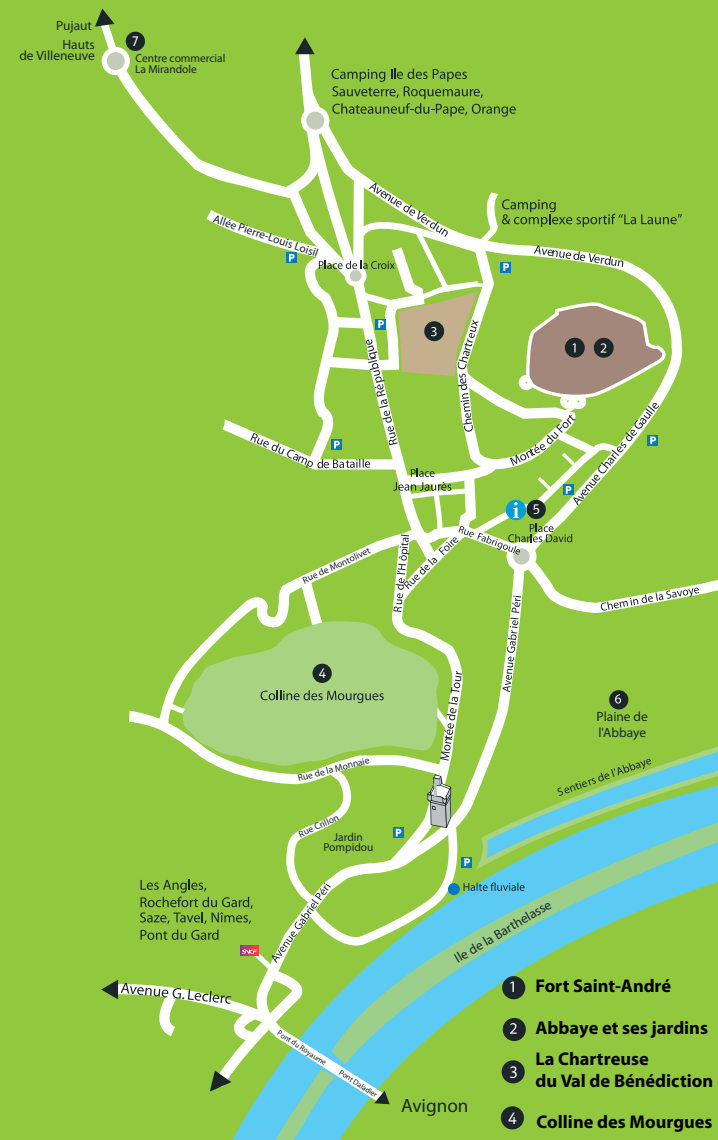 Pujaut
Hauts
de Villeneuve
7
Centre commercial
La Mirandole
Camping Ile des Papes
Sauveterre, Roquemaure,
Chateauneuf-du-Pape, Orange
Avenue de Verdun
Camping
& complexe sportif “La Laune”
Allée Pierre-Louis Loisil
Avenue de Verdun
P
Place de la Croix
P
P
3
1
2
Rue de la République
Chemin des Chartreux
Rue du Camp de Bataille
P
Montée du Fort
Avenue Charles de Gaulle
P
Place
Jean Jaurès
P
i
5
Place
Charles David
Rue Fabrigoule
Rue de Montolivet
Rue de l'Hôpital
Rue de la Foire
Chemin de la Savoye
Avenue Gabriel Péri
4
Colline des Mourgues
Montée de la Tour
6
Plaine de
l'Abbaye
Rue de la Monnaie
Sentiers de l'Abbaye
Rue Crillon
Jardin
Pompidou
P
P
Halte fluviale
Les Angles,
Rochefort du Gard,
Saze, Tavel, Nîmes,
Pont du Gard
Avenue Gabriel Péri
SNCF
Ile de la Barthelasse
Avenue G. Leclerc
Pont du Royaume
Pont Daladier
Avignon
1 Fort Saint-André
2 Abbaye et ses jardins
3 La Chartreuse
du Val de Bénédiction
4 Colline des Mourgues